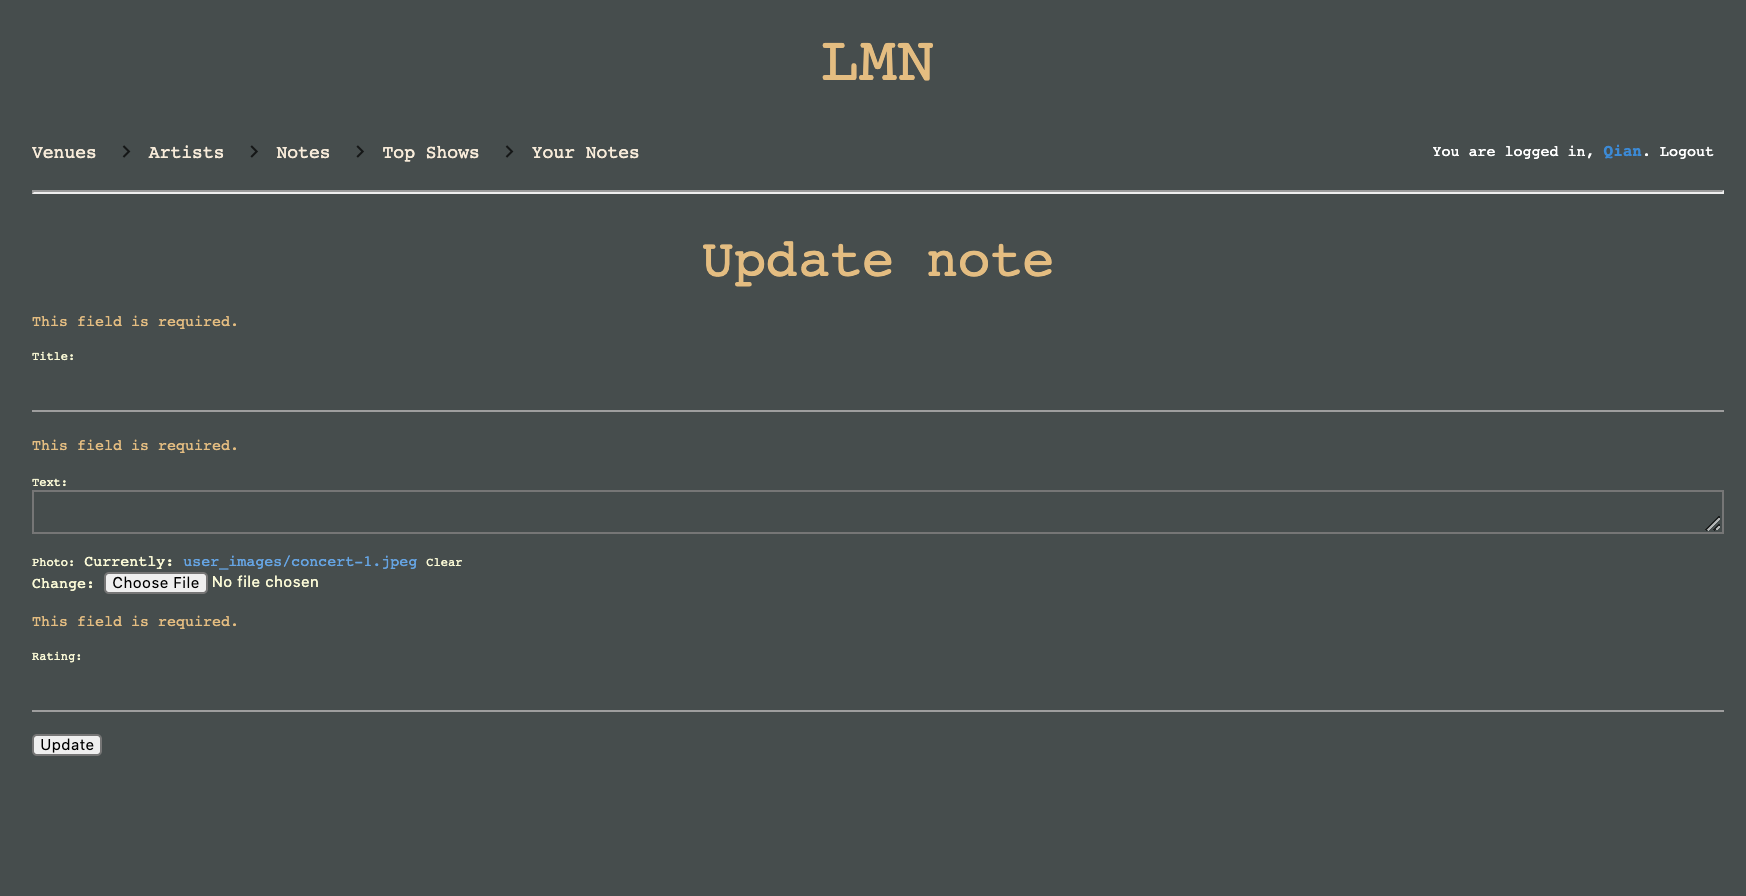 LMN
Venues Artists Notes Top Shows Your Notes You are logged in, Qian. Logout
Update note
This field is required.
Title:
This field is required.
Text:
Photo: Currently: user_images/concert-1.jpeg Clear
Change: Choose File No file chosen
This field is required.
Rating:
Update